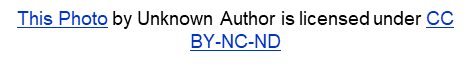 This Photo by Unknown Author is licensed under CC
BY-NC-ND